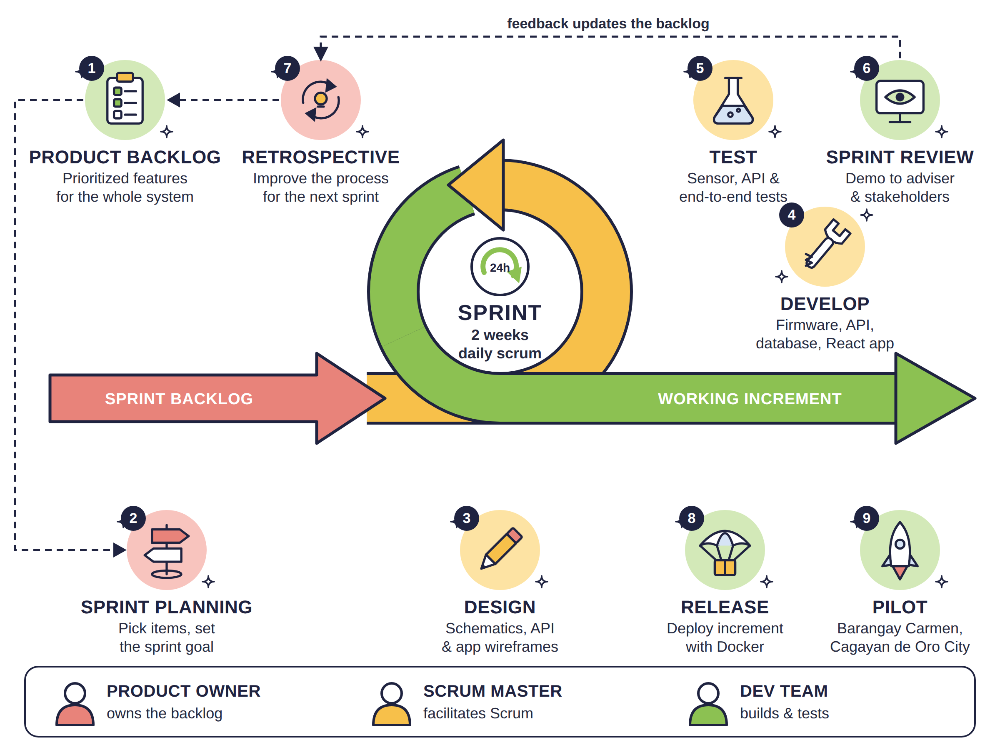 feedback updates the backlog
1
PRODUCT BACKLOG
Prioritized features
for the whole system
7
RETROSPECTIVE
Improve the process
for the next sprint
5
TEST
Sensor, API &
end-to-end tests
6
SPRINT REVIEW
Demo to adviser
& stakeholders
4
DEVELOP
Firmware, API,
database, React app
24h
SPRINT
2 weeks
daily scrum
SPRINT BACKLOG
WORKING INCREMENT
2
SPRINT PLANNING
Pick items, set
the sprint goal
3
DESIGN
Schematics, API
& app wireframes
8
RELEASE
Deploy increment
with Docker
9
PILOT
Barangay Carmen,
Cagayan de Oro City
PRODUCT OWNER
owns the backlog
SCRUM MASTER
facilitates Scrum
DEV TEAM
builds & tests